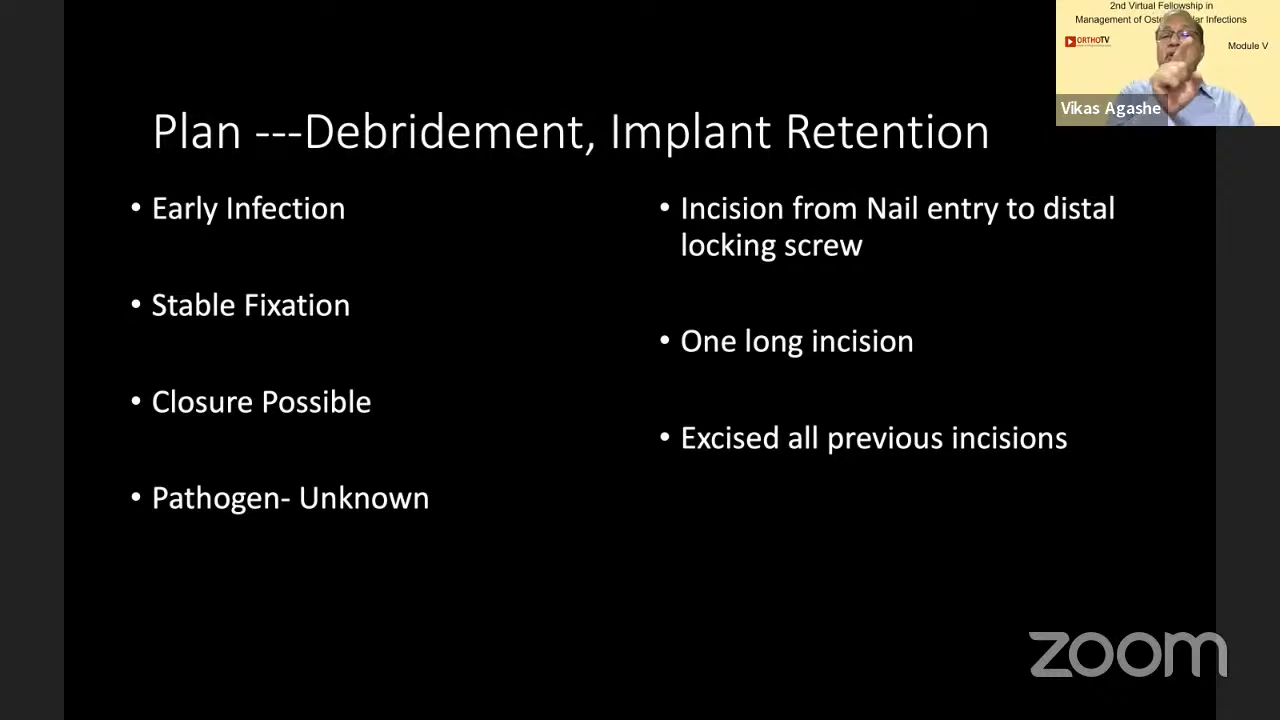 2nd Virtual Fellowship in
Management of Infections
ORTHOTV
Module V
Vikas Agashe
Plan ---Debridement, Implant Retention
• Early Infection
• Stable Fixation
• Closure Possible
• Pathogen- Unknown
• Incision from Nail entry to distal
locking screw
• One long incision
• Excised all previous incisions
zoom